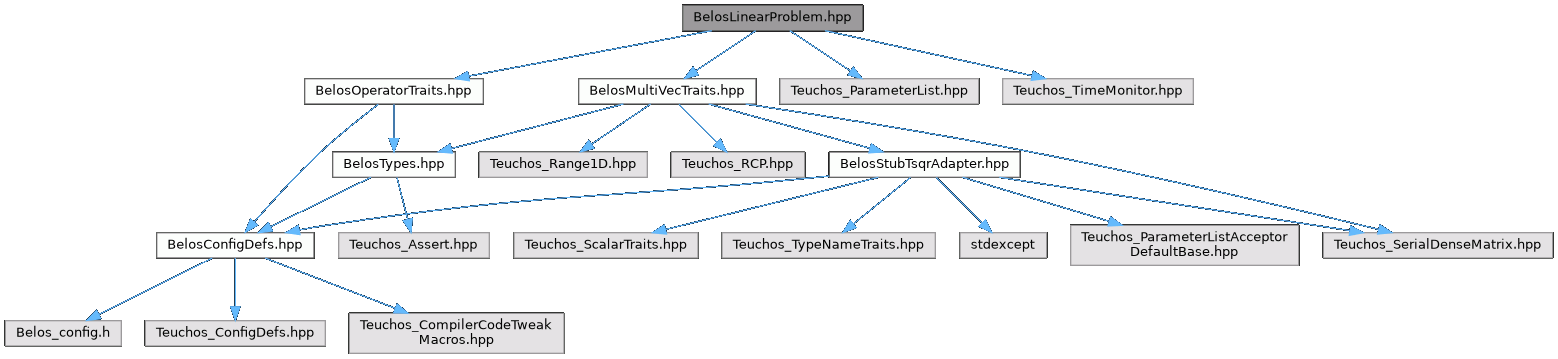 BelosLinearProblem.hpp
BelosOperatorTraits.hpp
BelosMultiVecTraits.hpp
Teuchos_ParameterList.hpp
Teuchos_TimeMonitor.hpp
BelosTypes.hpp
Teuchos_Range1D.hpp
Teuchos_RCP.hpp
BelosStubTsqrAdapter.hpp
BelosConfigDefs.hpp
Teuchos_Assert.hpp
Teuchos_ScalarTraits.hpp
Teuchos_TypeNameTraits.hpp
stdexcept
Teuchos_ParameterListAcceptor
DefaultBase.hpp
Teuchos_SerialDenseMatrix.hpp
Belos_config.h
Teuchos_ConfigDefs.hpp
Teuchos_CompilerCodeTweak
Macros.hpp